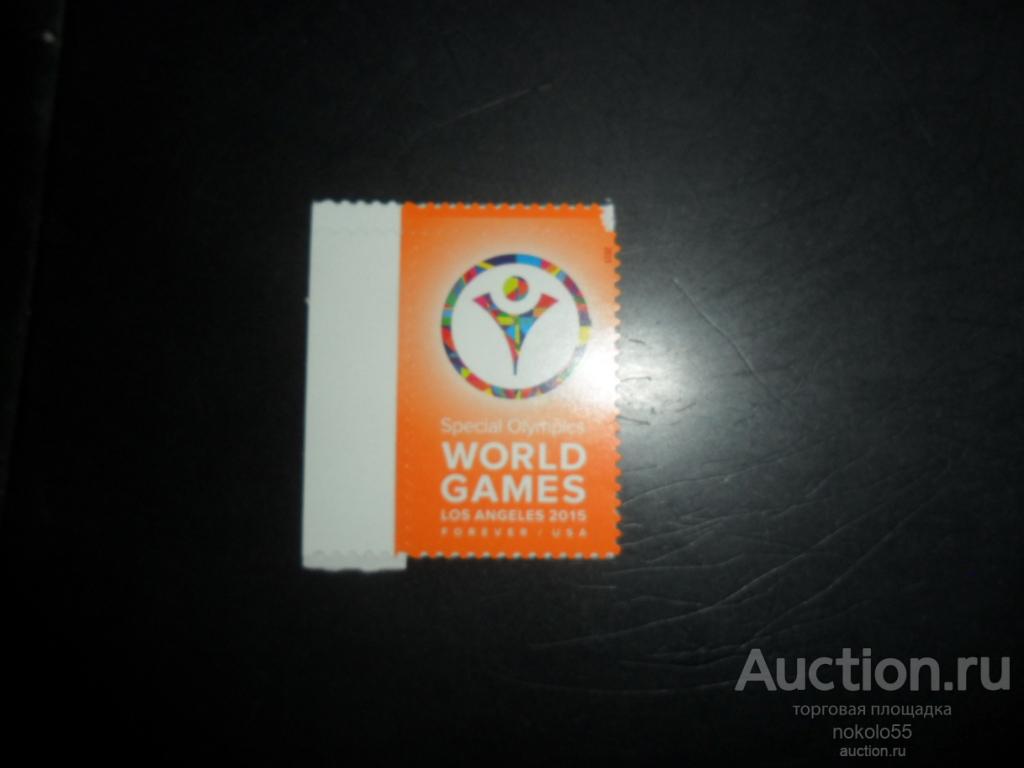 Special Olympics
WORLD
GAMES
LOS ANGELES 2015
FOREVER / USA
Auction.ru
торговая площадка
nokolo55
auction.ru